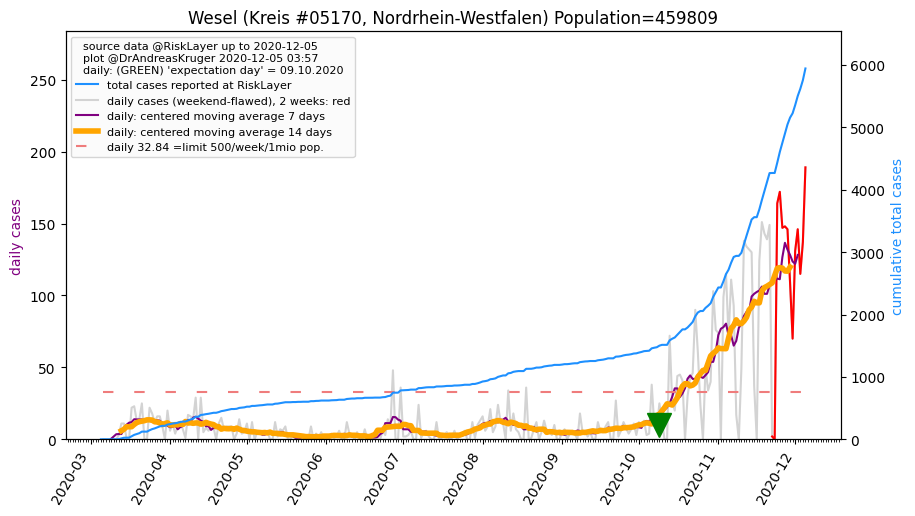 Wesel (Kreis #05170, Nordrhein-Westfalen) Population=459809
source data @RiskLayer up to 2020-12-05
plot @DrAndreasKruger 2020-12-05 03:57
daily: (GREEN) 'expectation day' = 09.10.2020
total cases reported at RiskLayer
daily cases (weekend-flawed), 2 weeks: red
daily: centered moving average 7 days
daily: centered moving average 14 days
daily 32.84 =limit 500/week/1mio pop.
daily cases
250
200
150
100
50
0
cumulative total cases
6000
5000
4000
3000
2000
1000
0
2020-03
2020-04
2020-05
2020-06
2020-07
2020-08
2020-09
2020-10
2020-11
2020-12